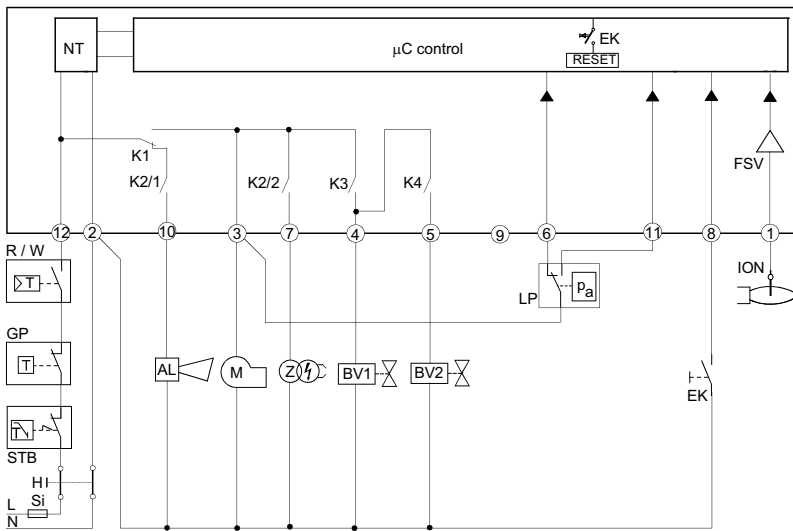 NT
µC control
EK
RESET
K1
K2/1
K2/2
K3
K4
FSV
12
2
10
3
7
4
5
9
6
11
8
1
R / W
T
LP
pa
ION
GP
T
AL
M
Z
BV1
BV2
EK
T
STB
H
Si
L
N